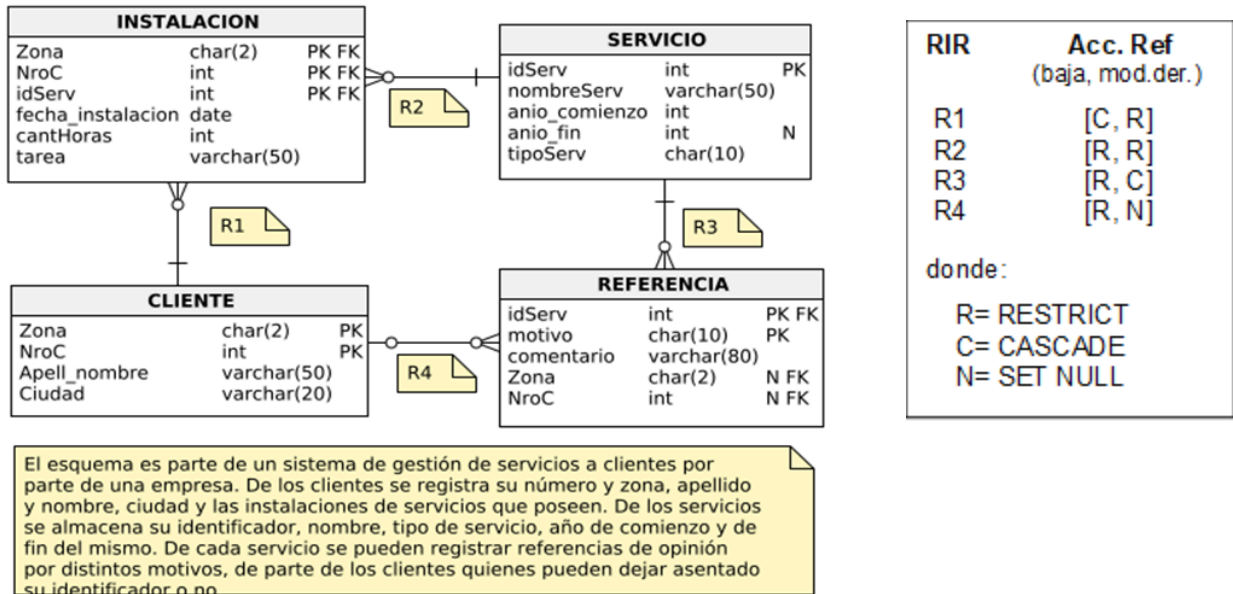 INSTALACION
Zona char(2) PK FK
NroC int PK FK
idServ int PK FK
fecha_instalacion date
cantHoras int
tarea varchar(50)
R2
SERVICIO
idServ int PK
nombreServ varchar(50)
anio_comienzo int
anio_fin int N
tipoServ char(10)
R1
R3
CLIENTE
Zona char(2) PK
NroC int PK
Apell_nombre varchar(50)
Ciudad varchar(20)
R4
REFERENCIA
idServ int PK FK
motivo char(10) PK
comentario varchar(80)
Zona char(2) N FK
NroC int N FK
El esquema es parte de un sistema de gestión de servicios a clientes por
parte de una empresa. De los clientes se registra su número y zona, apellido
y nombre, ciudad y las instalaciones de servicios que poseen. De los servicios
se almacena su identificador, nombre, tipo de servicio, año de comienzo y de
fin del mismo. De cada servicio se pueden registrar referencias de opinión
por distintos motivos, de parte de los clientes quienes pueden dejar asentado
su identificador o no
RIR Acc. Ref
(baja, mod.der.)
R1 [C, R]
R2 [R, R]
R3 [R, C]
R4 [R, N]
donde:
R= RESTRICT
C= CASCADE
N= SET NULL